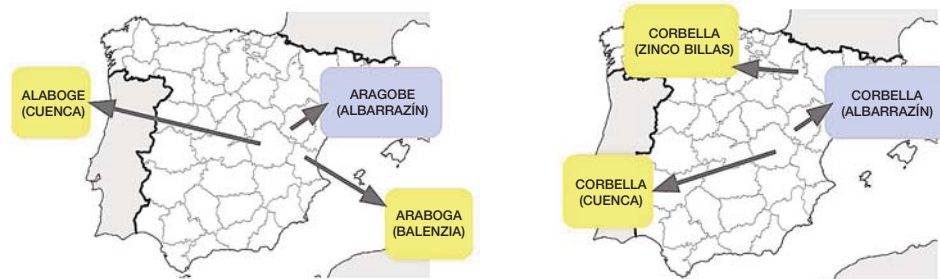 ALABOGE
(CUENCA)
ARAGOBE
(ALBARRAZÍN)
ARABOGA
(BALENZIA)
CORBELLA
(ZINCO BILLAS)
CORBELLA
(ALBARRAZÍN)
CORBELLA
(CUENCA)